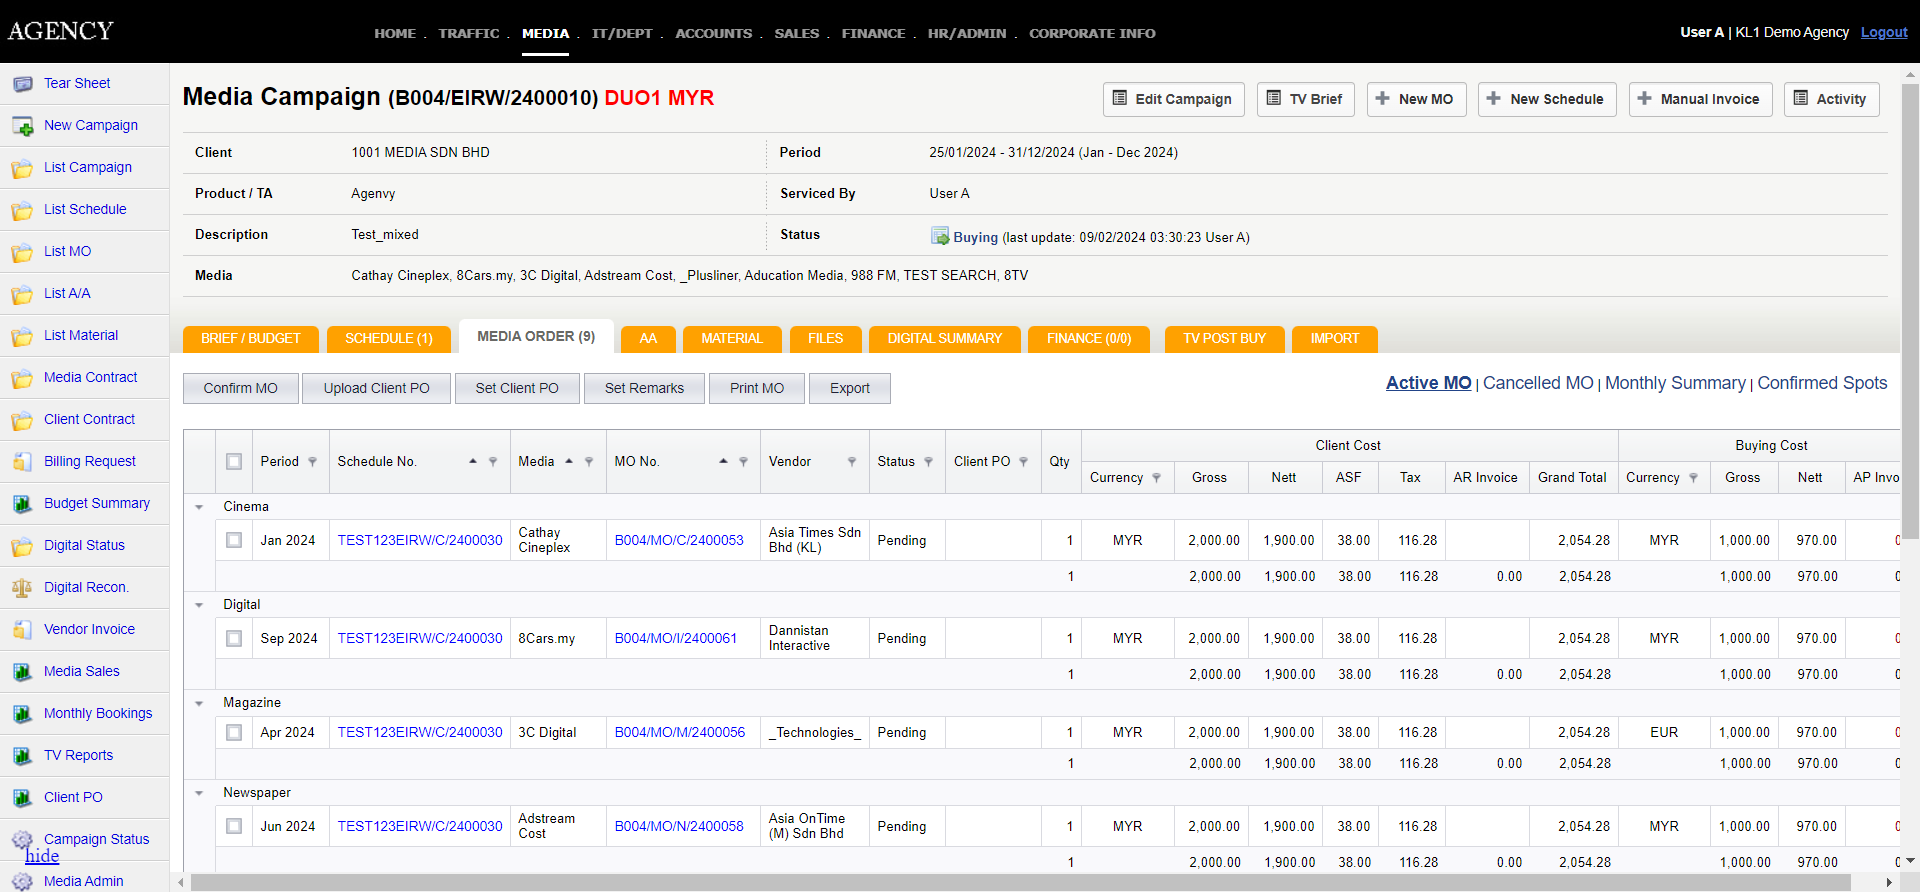 AGENCY
HOME . TRAFFIC . MEDIA . IT/DEPT . ACCOUNTS . SALES . FINANCE . HR/ADMIN . CORPORATE INFO
User A | KL1 Demo Agency Logout
Tear Sheet
New Campaign
List Campaign
List Schedule
List MO
List A/A
List Material
Media Contract
Client Contract
Billing Request
Budget Summary
Digital Status
Digital Recon.
Vendor Invoice
Media Sales
Monthly Bookings
TV Reports
Client PO
Campaign Status
hide
Media Admin
Media Campaign (B004/EIRW/2400010) DUO1 MYR
Edit Campaign TV Brief New MO New Schedule Manual Invoice Activity
Client 1001 MEDIA SDN BHD Period 25/01/2024 - 31/12/2024 (Jan - Dec 2024)
Product / TA Agenvy Serviced By User A
Description Test_mixed Status Buying (last update: 09/02/2024 03:30:23 User A)
Media Cathay Cineplex, 8Cars.my, 3C Digital, Adstream Cost, _Plusliner, Aducation Media, 988 FM, TEST SEARCH, 8TV
BRIEF / BUDGET SCHEDULE (1) MEDIA ORDER (9) AA MATERIAL FILES DIGITAL SUMMARY FINANCE (0/0) TV POST BUY IMPORT
Confirm MO Upload Client PO Set Client PO Set Remarks Print MO Export
Active MO | Cancelled MO | Monthly Summary | Confirmed Spots
Client Cost Buying Cost
Period Schedule No. Media MO No. Vendor Status Client PO Qty
Currency Gross Nett ASF Tax AR Invoice Grand Total Currency Gross Nett AP Invo
Cinema
Jan 2024 TEST123EIRW/C/2400030 Cathay Cineplex B004/MO/C/2400053 Asia Times Sdn Bhd (KL) Pending 1 MYR 2,000.00 1,900.00 38.00 116.28 2,054.28 MYR 1,000.00 970.00 0
1 2,000.00 1,900.00 38.00 116.28 0.00 2,054.28 1,000.00 970.00 0
Digital
Sep 2024 TEST123EIRW/C/2400030 8Cars.my B004/MO/I/2400061 Dannistan Interactive Pending 1 MYR 2,000.00 1,900.00 38.00 116.28 2,054.28 MYR 1,000.00 970.00 0
1 2,000.00 1,900.00 38.00 116.28 0.00 2,054.28 1,000.00 970.00 0
Magazine
Apr 2024 TEST123EIRW/C/2400030 3C Digital B004/MO/M/2400056 _Technologies_ Pending 1 MYR 2,000.00 1,900.00 38.00 116.28 2,054.28 EUR 1,000.00 970.00 0
1 2,000.00 1,900.00 38.00 116.28 0.00 2,054.28 1,000.00 970.00 0
Newspaper
Jun 2024 TEST123EIRW/C/2400030 Adstream Cost B004/MO/N/2400058 Asia OnTime (M) Sdn Bhd Pending 1 MYR 2,000.00 1,900.00 38.00 116.28 2,054.28 MYR 1,000.00 970.00 0
1 2,000.00 1,900.00 38.00 116.28 0.00 2,054.28 1,000.00 970.00 0